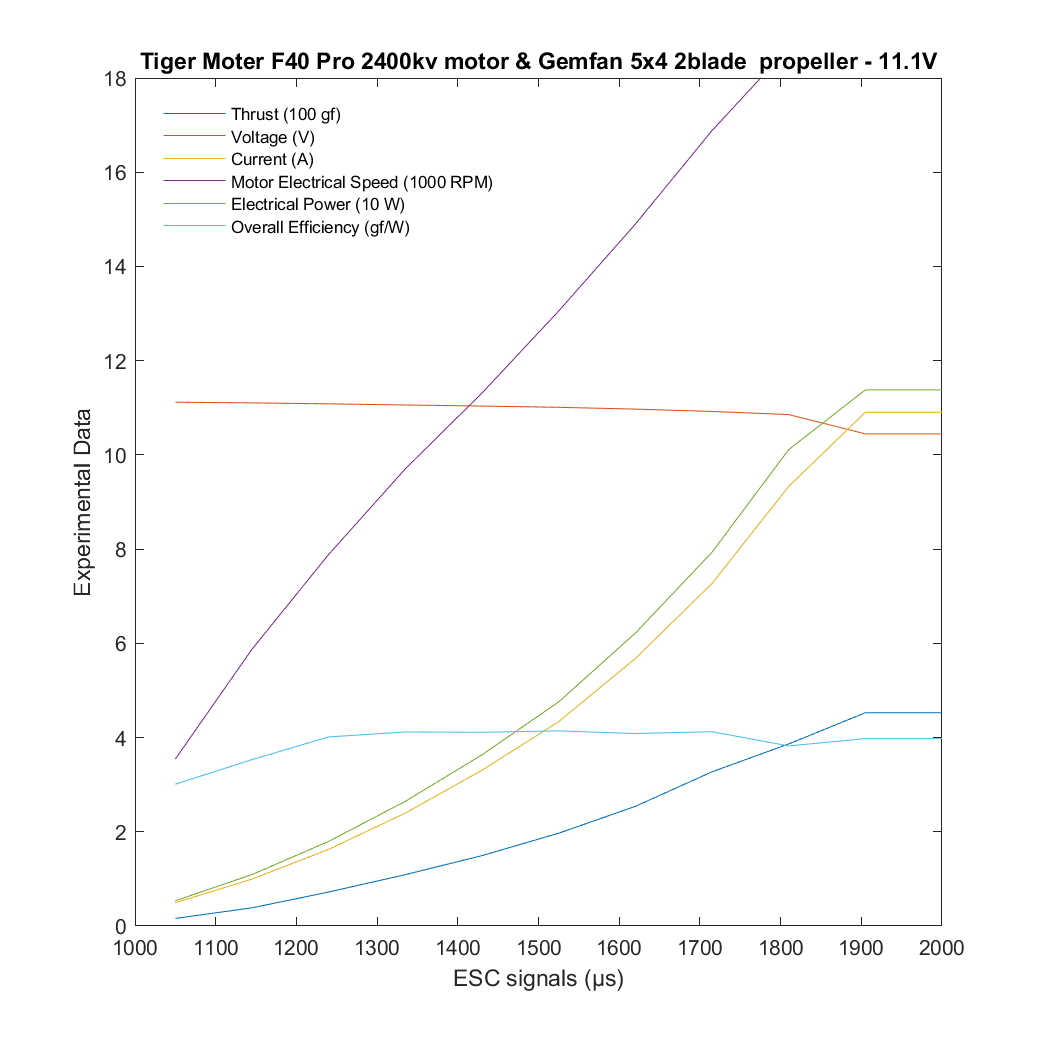 Tiger Moter F40 Pro 2400kv motor & Gemfan 5x4 2blade  propeller - 11.1V
18
16
14
12
10
8
6
4
2
0
Experimental Data
Thrust (100 gf)
Voltage (V)
Current (A)
Motor Electrical Speed (1000 RPM)
Electrical Power (10 W)
Overall Efficiency (gf/W)
1000 1100 1200 1300 1400 1500 1600 1700 1800 1900 2000
ESC signals (µs)